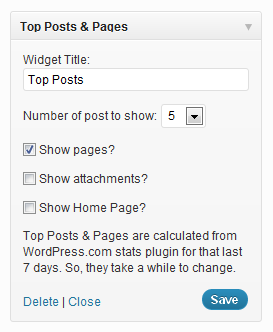 Top Posts & Pages
Widget Title:
Top Posts
Number of post to show: 5
Show pages?
Show attachments?
Show Home Page?
Top Posts & Pages are calculated from
WordPress.com stats plugin for that last
7 days. So, they take a while to change.
Delete | Close Save